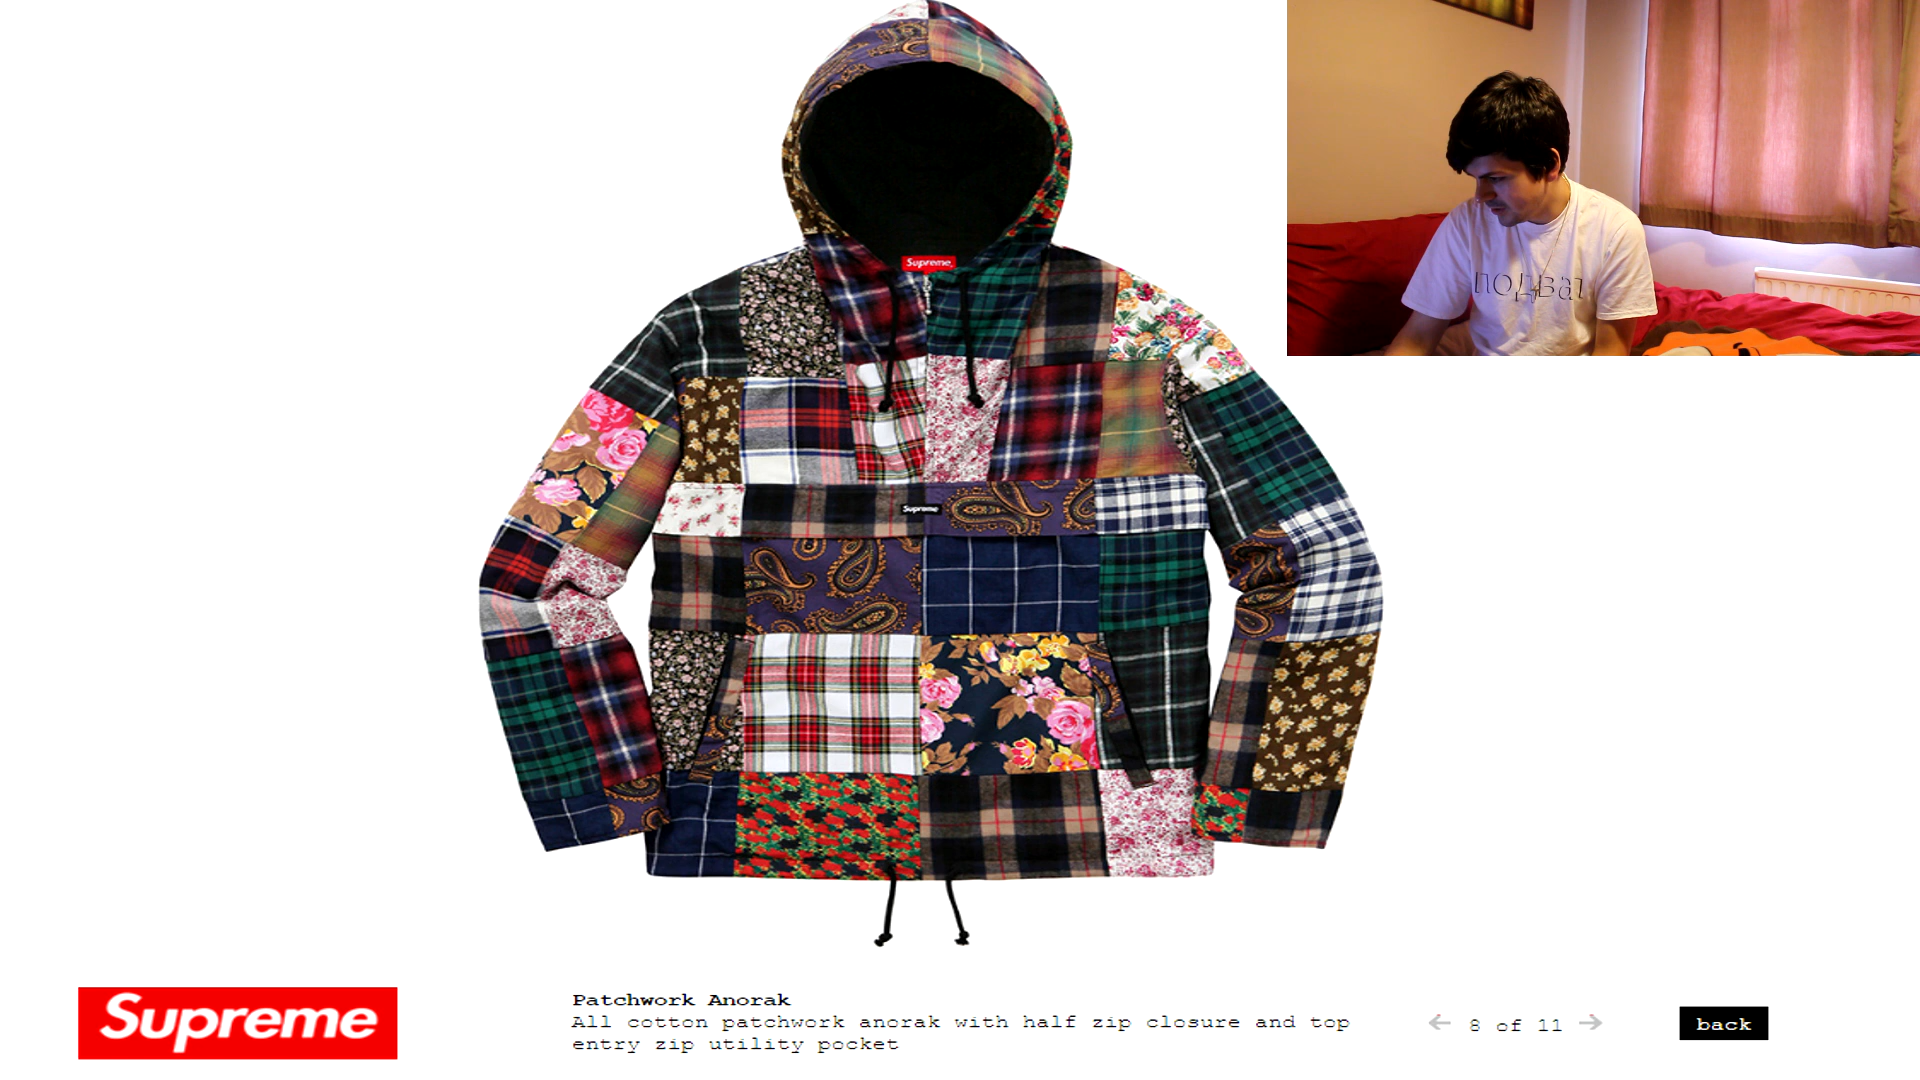 Supreme
Supreme
подват
Supreme
Patchwork Anorak
All cotton patchwork anorak with half zip closure and top
entry zip utility pocket
8 of 11
back